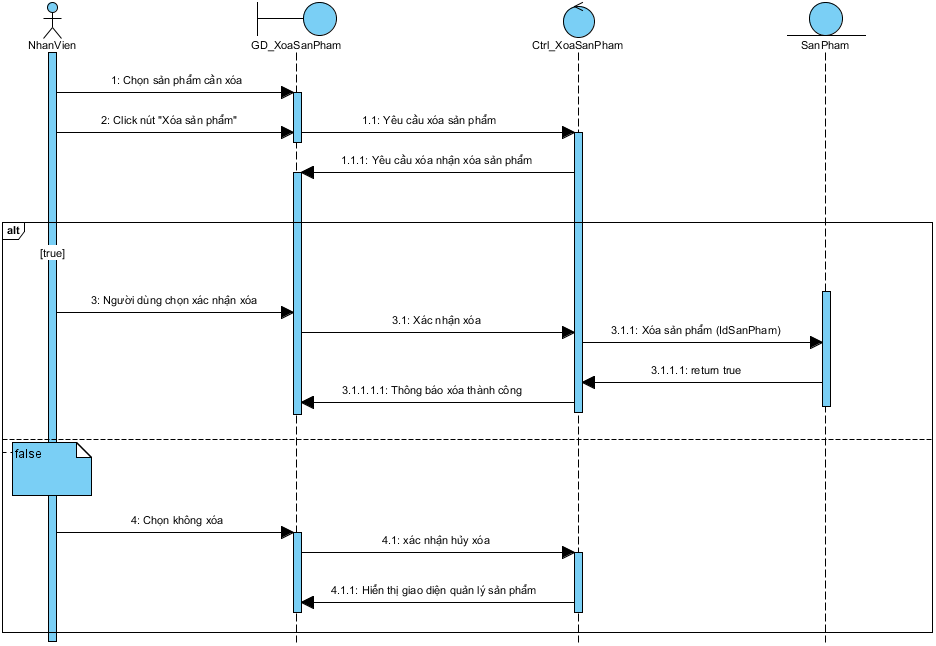 NhanVien
GD_XoaSanPham
Ctrl_XoaSanPham
SanPham
1: Chọn sản phẩm cần xóa
2: Click nút "Xóa sản phẩm"
1.1: Yêu cầu xóa sản phẩm
1.1.1: Yêu cầu xóa nhận xóa sản phẩm
alt
[true]
3: Người dùng chọn xác nhận xóa
3.1: Xác nhận xóa
3.1.1: Xóa sản phẩm (IdSanPham)
3.1.1.1: return true
3.1.1.1.1: Thông báo xóa thành công
false
4: Chọn không xóa
4.1: xác nhận hủy xóa
4.1.1: Hiển thị giao diện quản lý sản phẩm